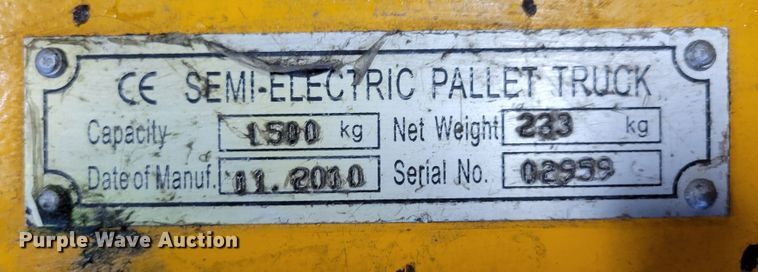 CE SEMI-ELECTRIC PALLET TRUCK
Capacity 1500 kg Net Weight 233 kg
Date of Manuf. 11.2010 Serial No. 02959
Purple Wave Auction